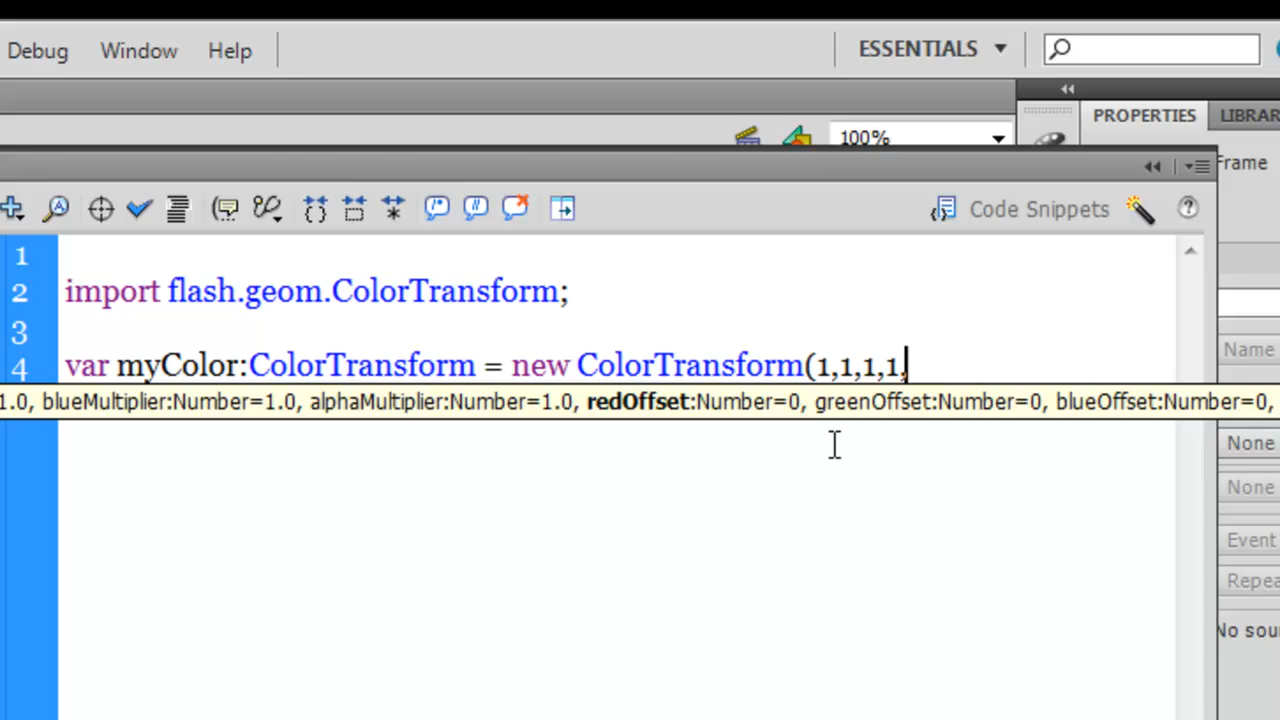 Debug Window Help ESSENTIALS
PROPERTIES LIBRAR
100%
Frame
Code Snippets
1
2 import flash.geom.ColorTransform;
3
4 var myColor:ColorTransform = new ColorTransform(1,1,1,1,
1.0, blueMultiplier:Number=1.0, alphaMultiplier:Number=1.0, redOffset:Number=0, greenOffset:Number=0, blueOffset:Number=0,
Name
None
None
Event
Repea
No sou